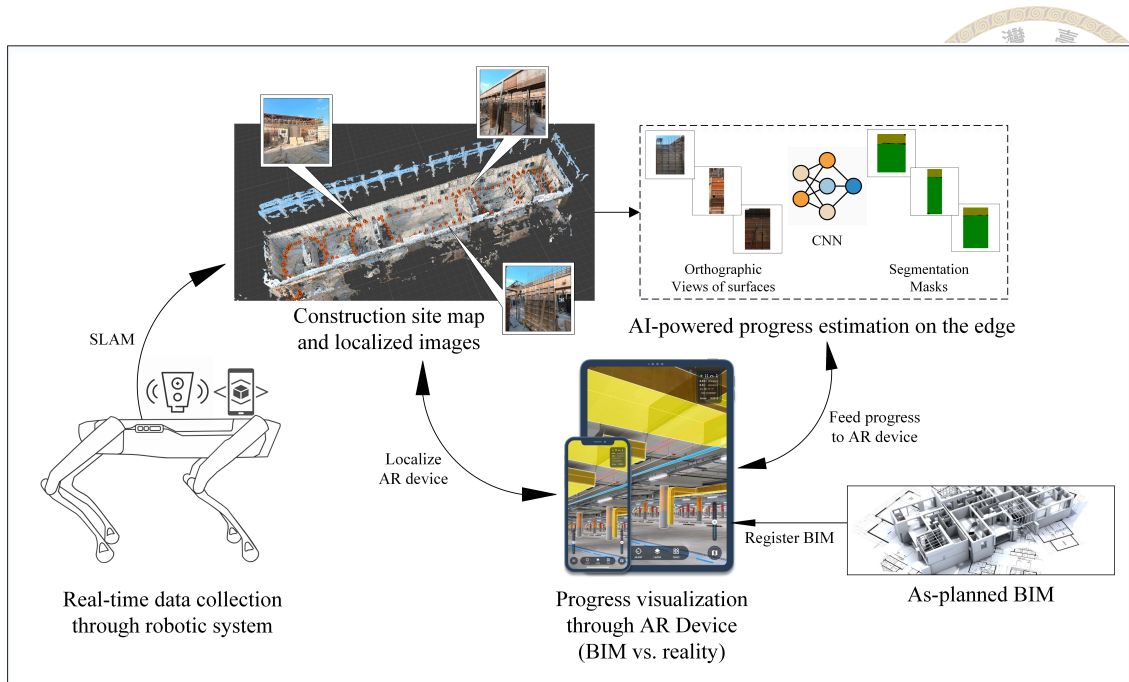 灣 臺
CNN
Orthographic
Views of surfaces
Segmentation
Masks
Construction site map
and localized images
AI-powered progress estimation on the edge
SLAM
Localize
AR device
Feed progress
to AR device
Register BIM
Real-time data collection
through robotic system
Progress visualization
through AR Device
(BIM vs. reality)
As-planned BIM